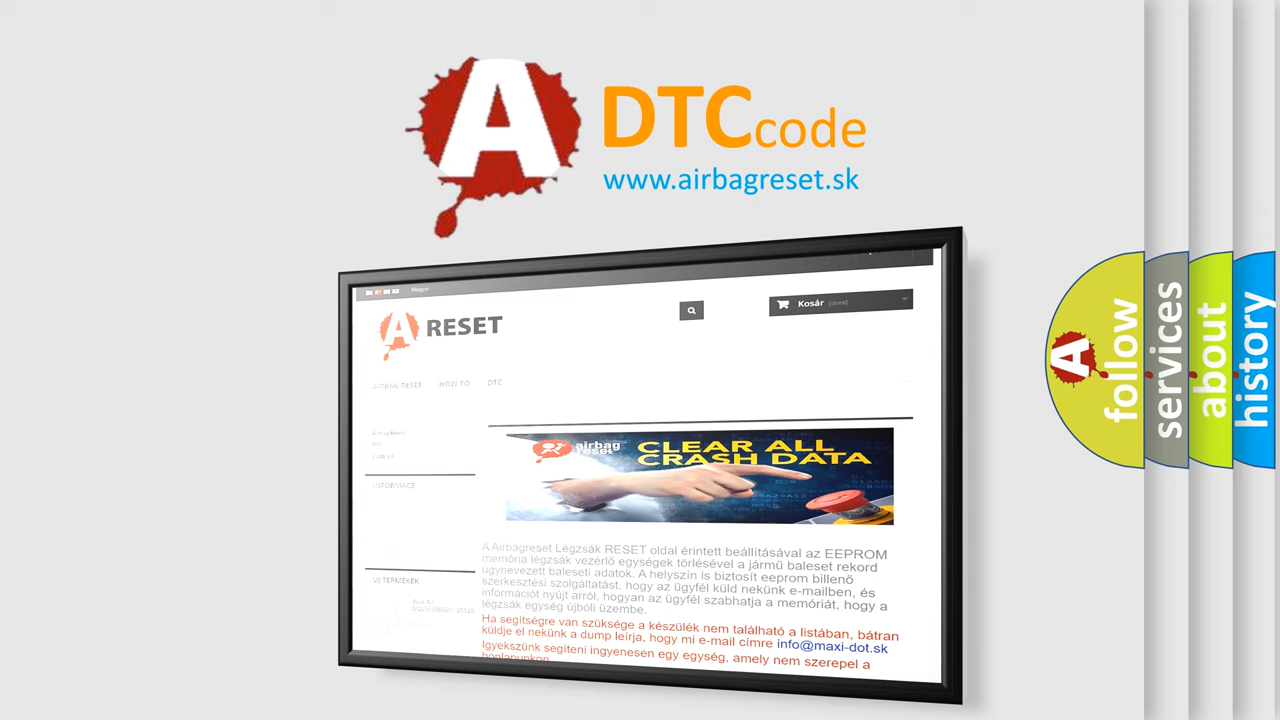 A
DTCcode
www.airbagreset.sk
Magyar
A RESET
Kosár (üres)
AIRBAG RESET HOW TO DTC
INFORMACE
airbag
reset
CLEAR ALL
CRASH DATA
A Airbagreset Légzsák RESET oldal érintett beállításával az EEPROM
memória légzsák vezérlő egységek törlésével a jármű baleset rekord
úgynevezett baleseti adatok. A helyszín is biztosít eeprom billenő
szerkesztési szolgáltatást, hogy az ügyfél küld nekünk e-mailben, és
információt nyújt arról, hogyan az ügyfél szabhatja a memóriát, hogy a
légzsák egység újbóli üzembe.
Ha segítségre van szüksége a készülék nem található a listában, bátran
küldje el nekünk a dump leírja, hogy mi e-mail címre info@maxi-dot.sk
Igyekszünk segíteni ingyenesen egy egység, amely nem szerepel a
honlapunkon
ÚJ TERMÉKEK
A
follow
services
about
history